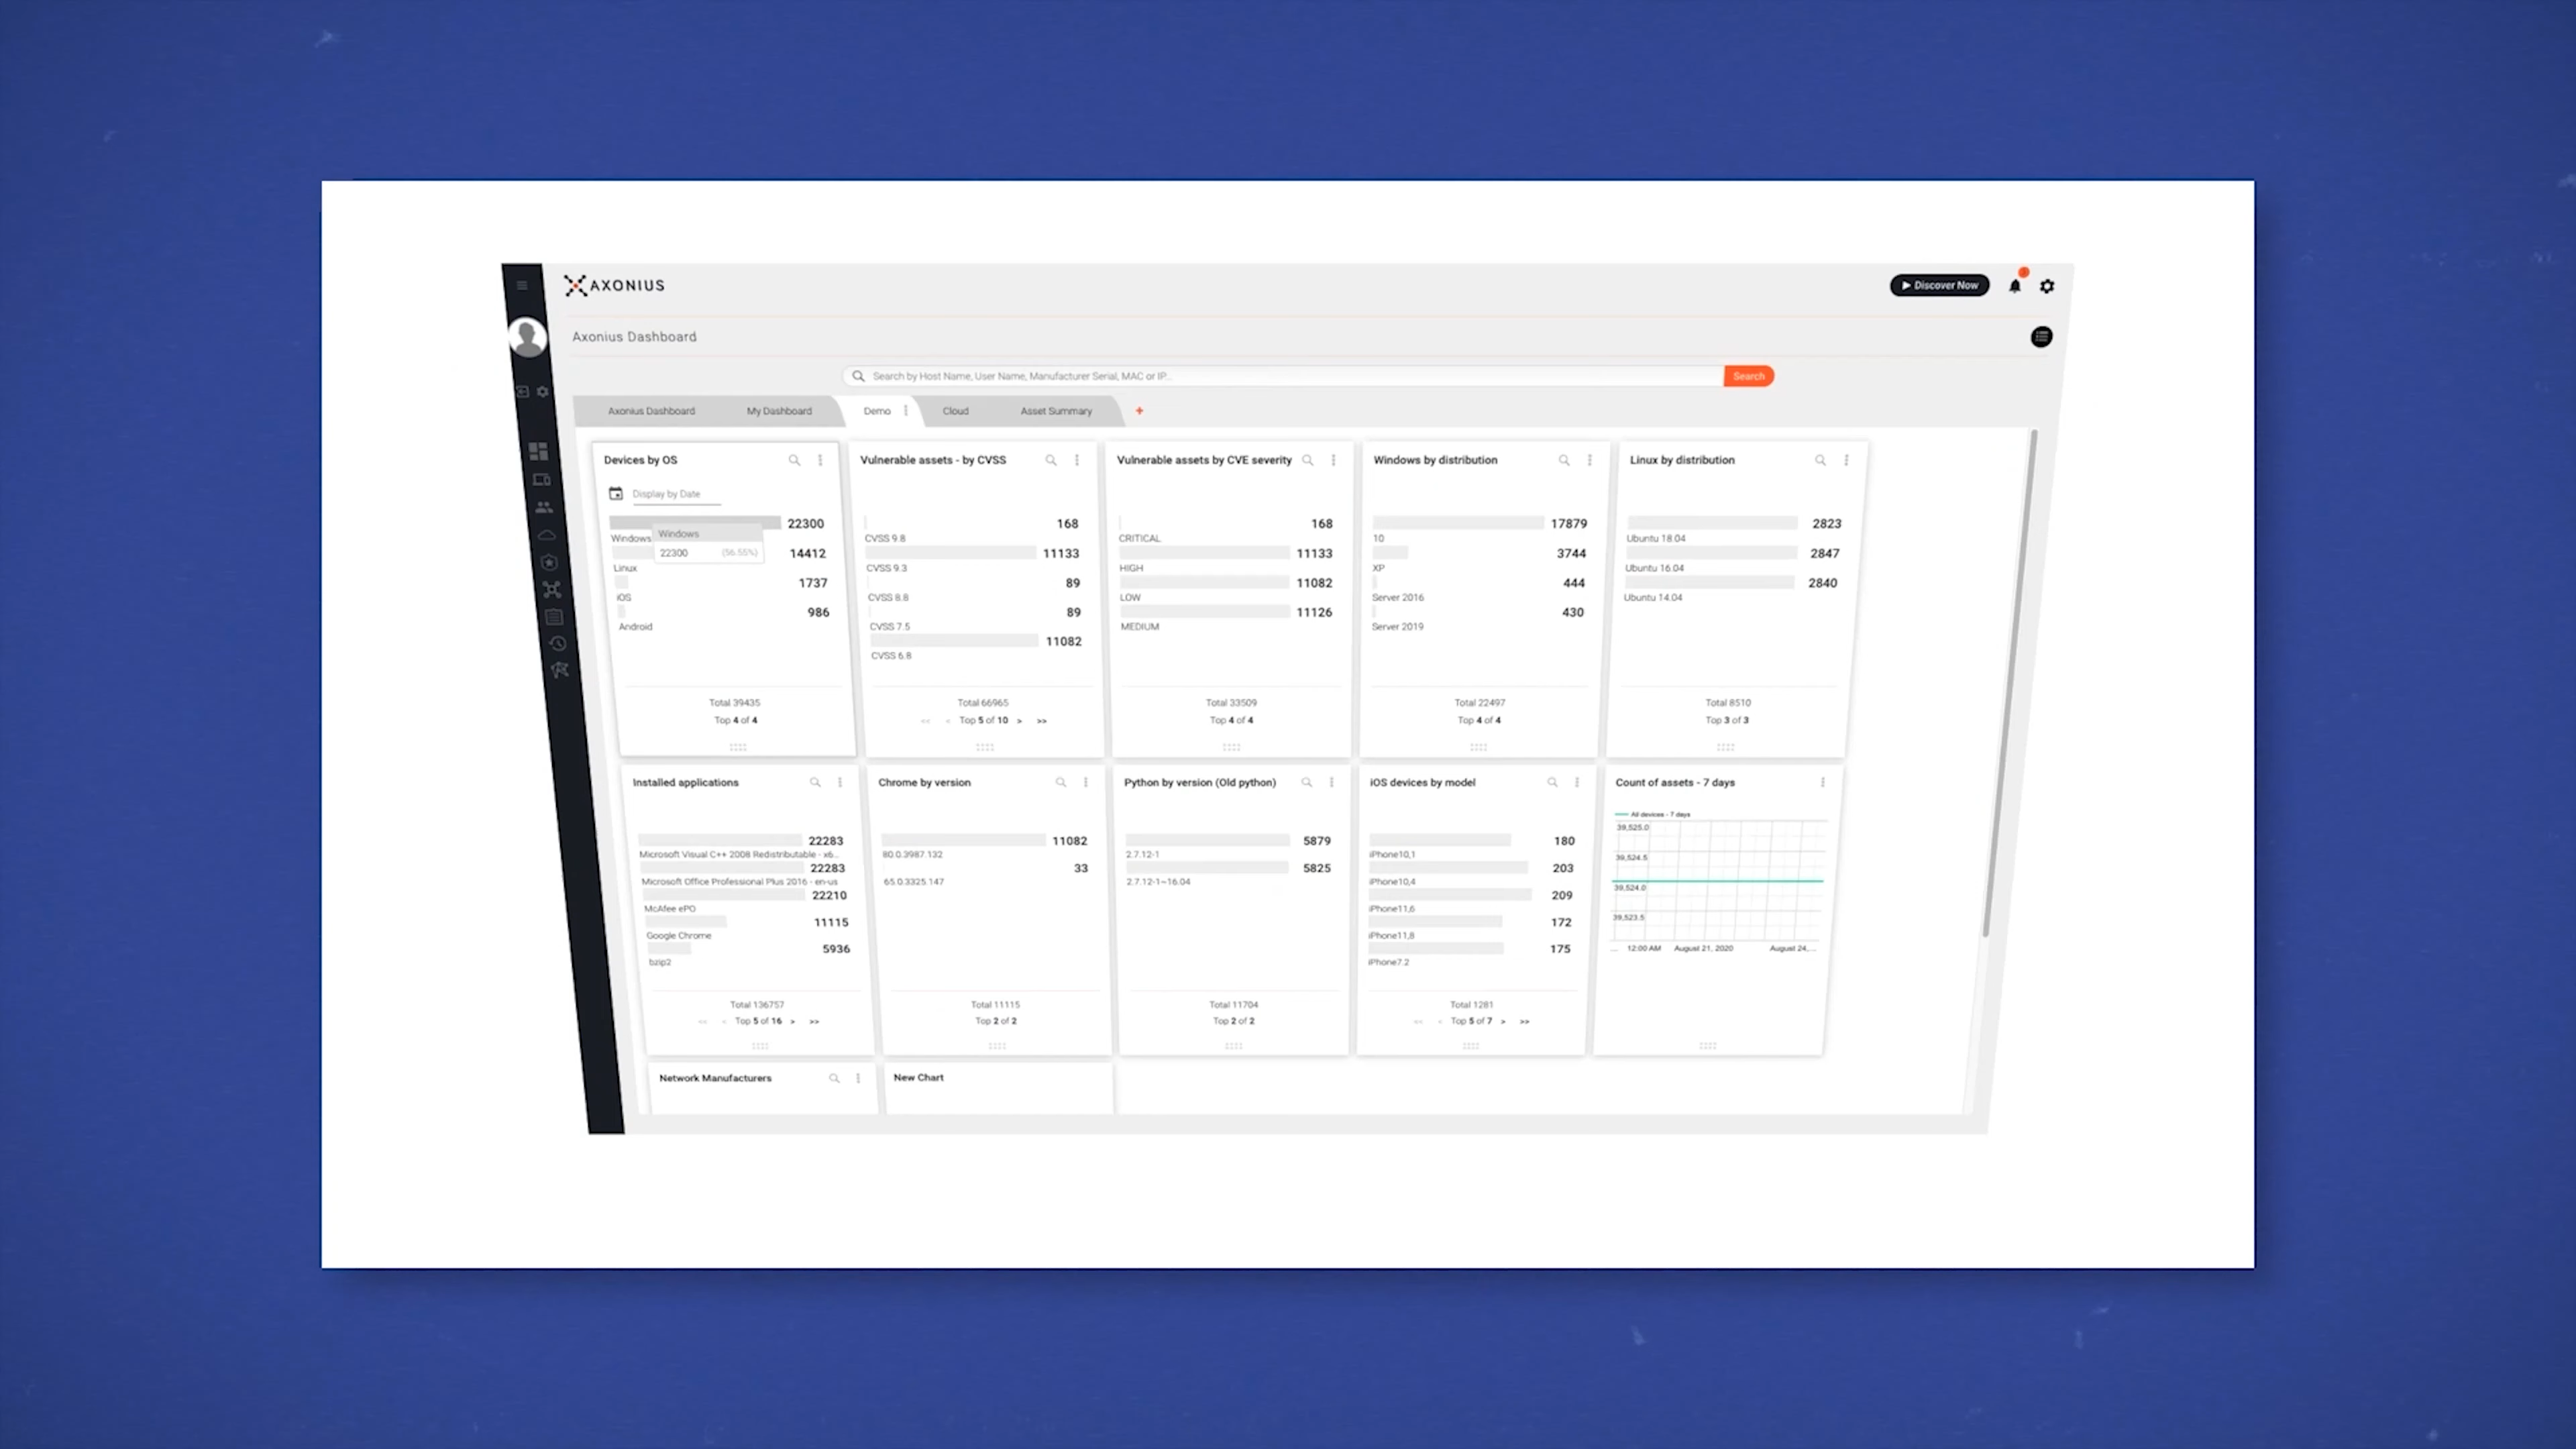 AXONIUS
Discover Now
Axonius Dashboard
Search by Host Name, User Name, Manufacturer Serial, MAC or IP...
Search
Axonius Dashboard
My Dashboard
Demo
Cloud
Asset Summary
+
Devices by OS
Display by Date
22300
Windows
Windows
22300 (56.55%)
14412
Linux
1737
iOS
986
Android
Total 39435
Top 4 of 4
Vulnerable assets - by CVSS
168
CVSS 9.8
11133
CVSS 9.3
89
CVSS 8.8
89
CVSS 7.5
11082
CVSS 6.8
Total 66965
<< < Top 5 of 10 > >>
Vulnerable assets by CVE severity
168
CRITICAL
11133
HIGH
11082
LOW
11126
MEDIUM
Total 33509
Top 4 of 4
Windows by distribution
17879
10
3744
XP
444
Server 2016
430
Server 2019
Total 22497
Top 4 of 4
Linux by distribution
2823
Ubuntu 18.04
2847
Ubuntu 16.04
2840
Ubuntu 14.04
Total 8510
Top 3 of 3
Installed applications
22283
Microsoft Visual C++ 2008 Redistributable - x6...
22283
Microsoft Office Professional Plus 2016 - en-us
22210
McAfee ePO
11115
Google Chrome
5936
bzip2
Total 136757
<< < Top 5 of 16 > >>
Chrome by version
11082
80.0.3987.132
33
65.0.3325.147
Total 11115
Top 2 of 2
Python by version (Old python)
5879
2.7.12-1
5825
2.7.12-1~16.04
Total 11704
Top 2 of 2
iOS devices by model
180
iPhone10,1
203
iPhone10,4
209
iPhone11,6
172
iPhone11,8
175
iPhone7.2
Total 1281
<< < Top 5 of 7 > >>
Count of assets - 7 days
All devices - 7 days
39,525.0
39,524.5
39,524.0
39,523.5
... 12:00 AM August 21, 2020 August 24,...
Network Manufacturers
New Chart